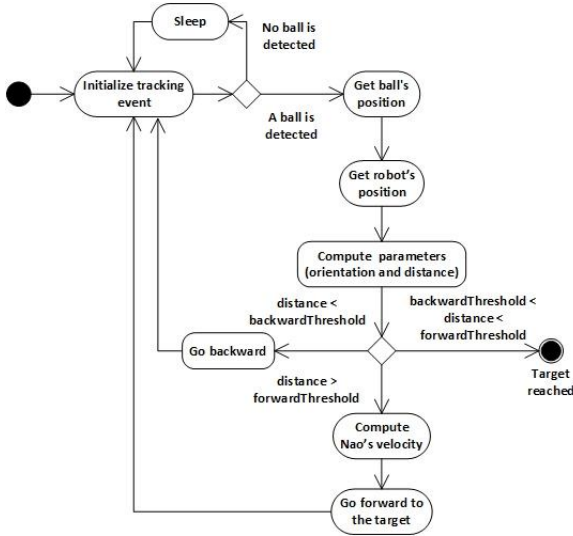 Sleep
No ball is
detected
Initialize tracking
event
A ball is
detected
Get ball's
position
Get robot's
position
Compute parameters
(orientation and distance)
distance <
backwardThreshold
backwardThreshold <
distance <
forwardThreshold
Go backward
distance >
forwardThreshold
Target
reached
Compute
Nao's velocity
Go forward to
the target